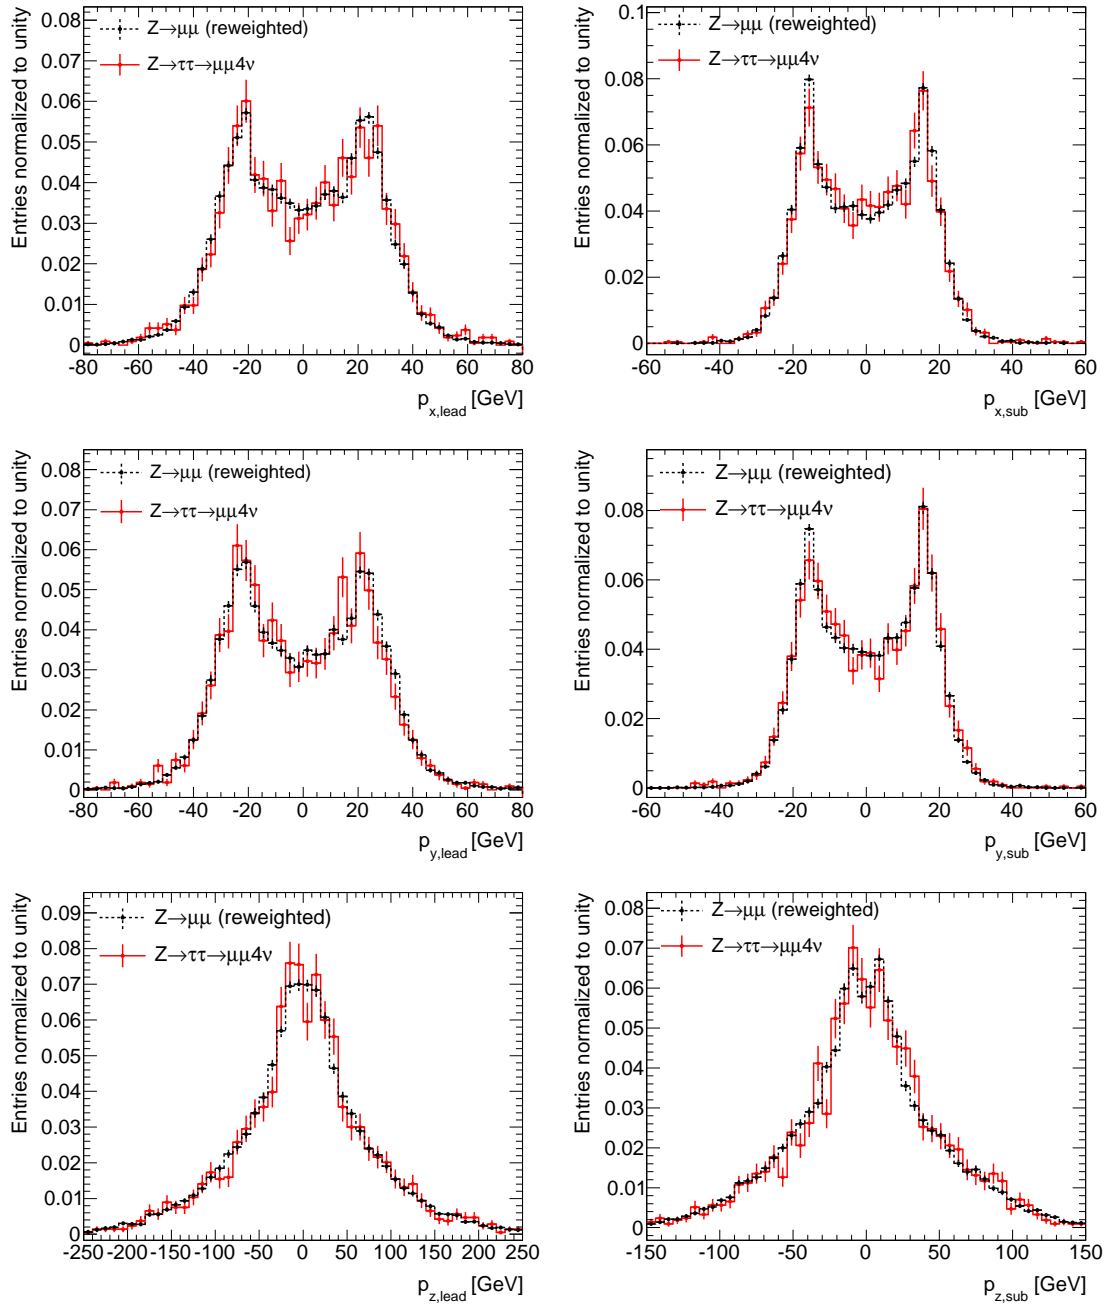 Entries normalized to unity
0.08
0.07
0.06
0.05
0.04
0.03
0.02
0.01
0
Z→μμ (reweighted)
Z→ττ→μμ4ν
-80 -60 -40 -20 0 20 40 60 80
p_x,lead [GeV]
Entries normalized to unity
0.1
0.08
0.06
0.04
0.02
0
Z→μμ (reweighted)
Z→ττ→μμ4ν
-60 -40 -20 0 20 40 60
p_x,sub [GeV]
Entries normalized to unity
0.08
0.07
0.06
0.05
0.04
0.03
0.02
0.01
0
Z→μμ (reweighted)
Z→ττ→μμ4ν
-80 -60 -40 -20 0 20 40 60 80
p_y,lead [GeV]
Entries normalized to unity
0.08
0.06
0.04
0.02
0
Z→μμ (reweighted)
Z→ττ→μμ4ν
-60 -40 -20 0 20 40 60
p_y,sub [GeV]
Entries normalized to unity
0.09
0.08
0.07
0.06
0.05
0.04
0.03
0.02
0.01
0
Z→μμ (reweighted)
Z→ττ→μμ4ν
-250 -200 -150 -100 -50 0 50 100 150 200 250
p_z,lead [GeV]
Entries normalized to unity
0.08
0.07
0.06
0.05
0.04
0.03
0.02
0.01
0
Z→μμ (reweighted)
Z→ττ→μμ4ν
-150 -100 -50 0 50 100 150
p_z,sub [GeV]